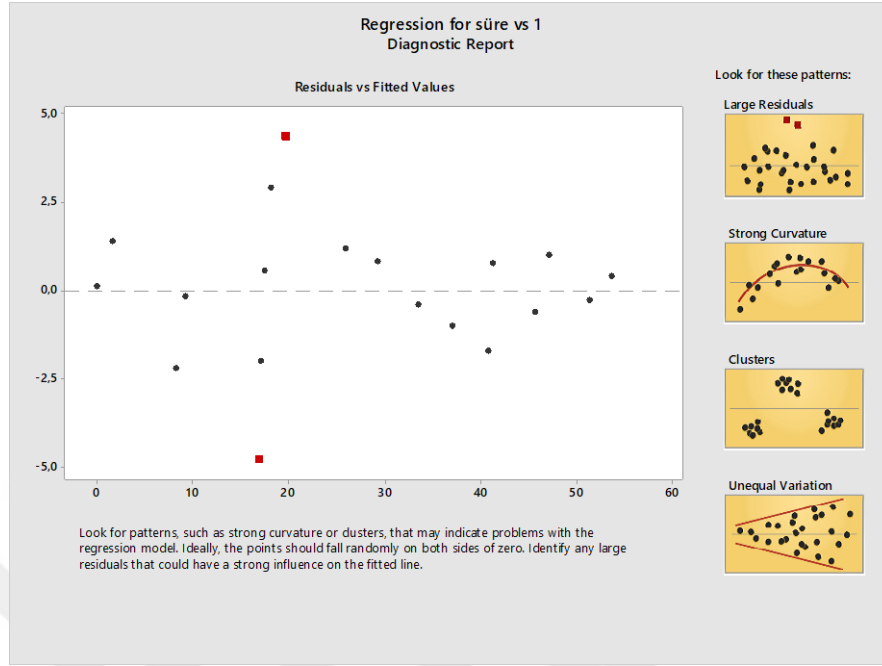 Regression for süre vs 1
Diagnostic Report
Residuals vs Fitted Values
5,0
2,5
0,0
-2,5
-5,0
0
10
20
30
40
50
60
Look for patterns, such as strong curvature or clusters, that may indicate problems with the
regression model. Ideally, the points should fall randomly on both sides of zero. Identify any large
residuals that could have a strong influence on the fitted line.
Look for these patterns:
Large Residuals
Strong Curvature
Clusters
Unequal Variation